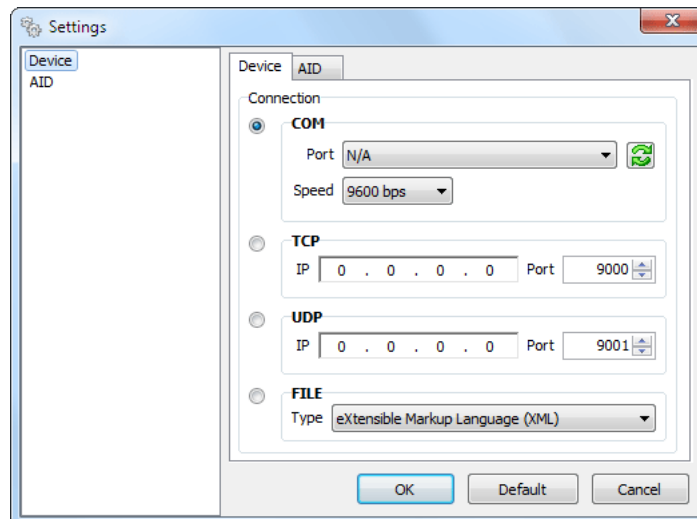 Settings
Device
AID
Device AID
Connection
COM
Port N/A
Speed 9600 bps
TCP
IP 0 . 0 . 0 . 0 Port 9000
UDP
IP 0 . 0 . 0 . 0 Port 9001
FILE
Type eXtensible Markup Language (XML)
OK Default Cancel